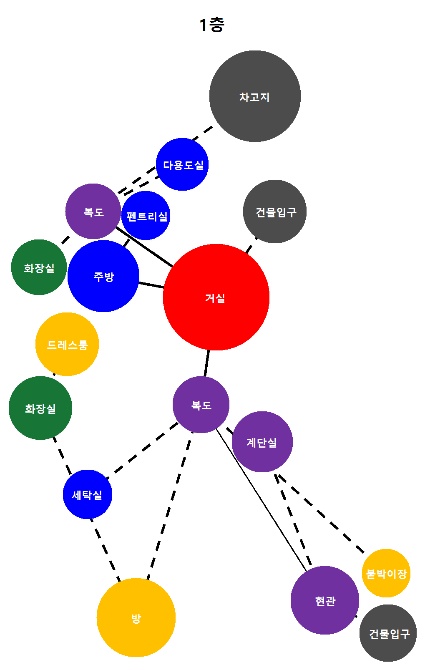 1층
차고지
다용도실
복도
펜트리실
건물입구
화장실
주방
거실
드레스룸
화장실
복도
계단실
세탁실
붙박이장
현관
방
건물입구